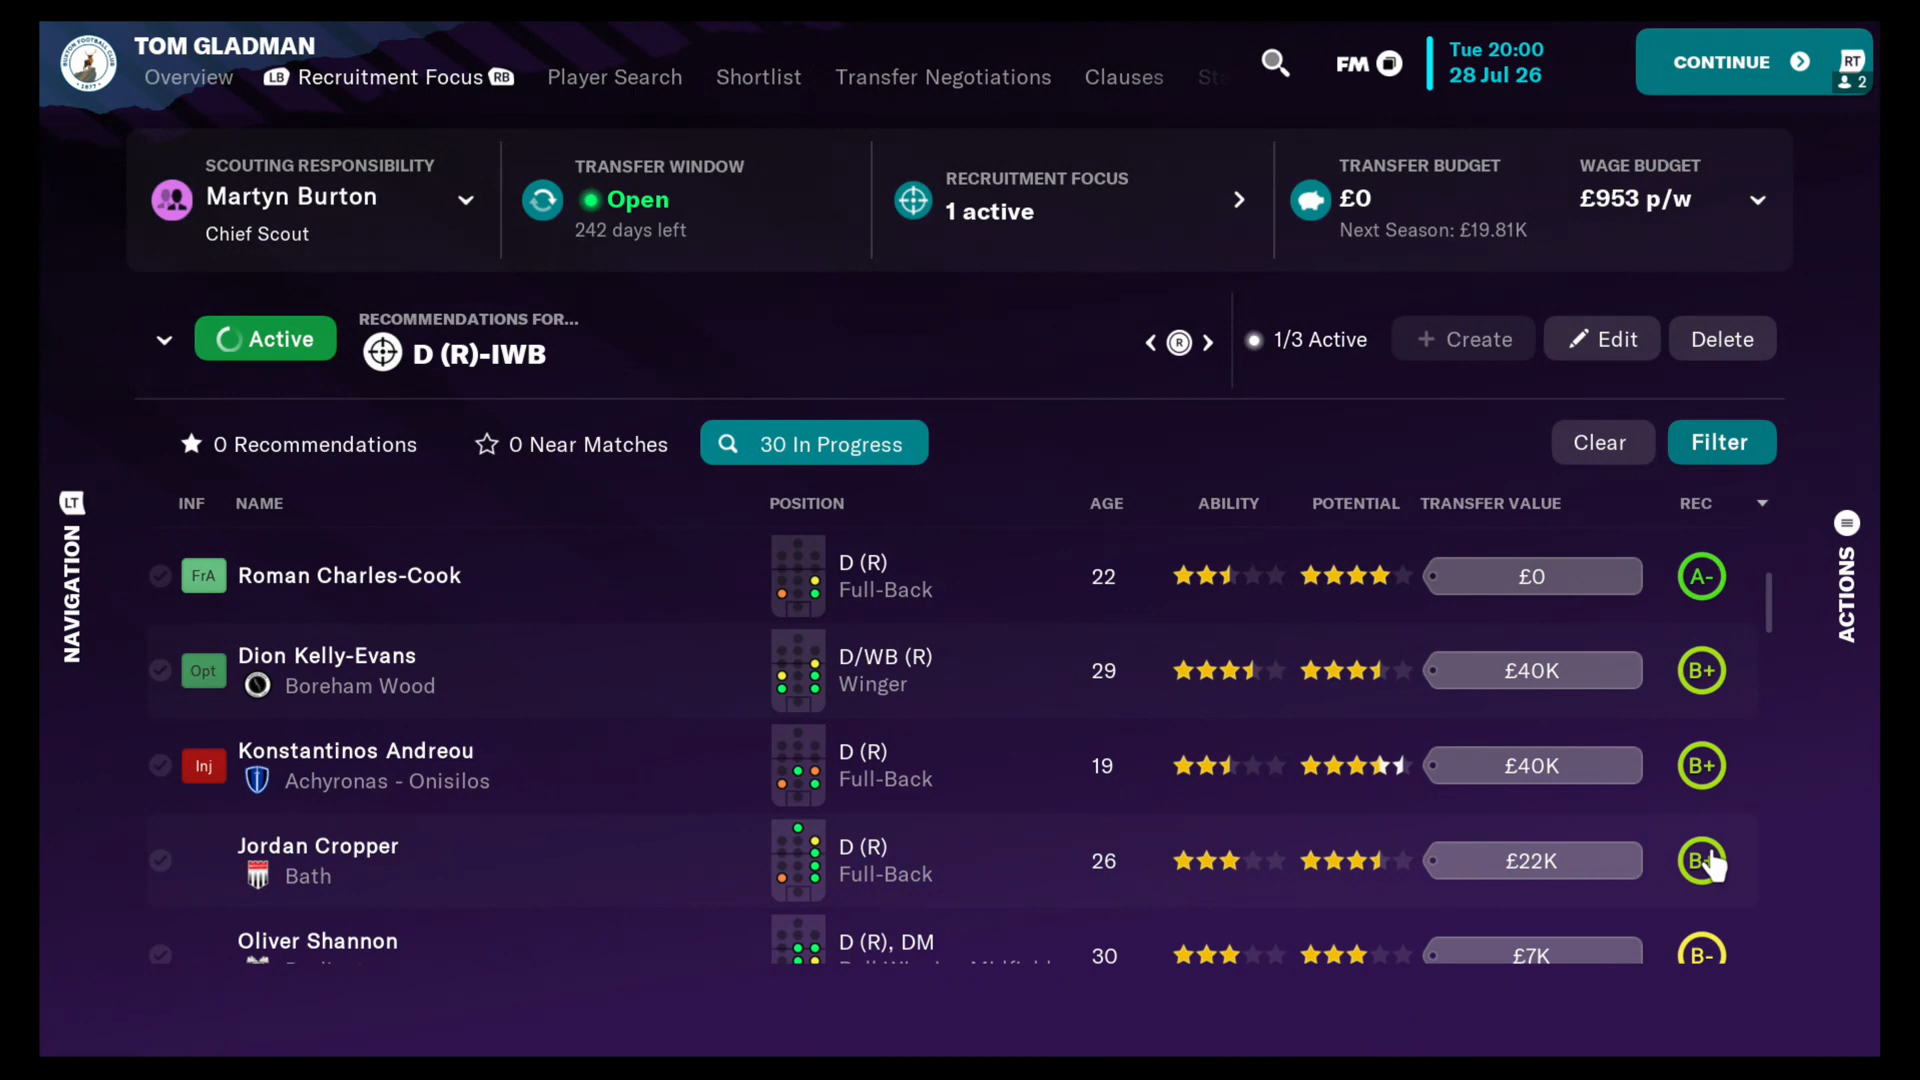 TOM GLADMAN
Overview LB Recruitment Focus RB Player Search Shortlist Transfer Negotiations Clauses
FM
Tue 20:00
28 Jul 26
CONTINUE RT
2
SCOUTING RESPONSIBILITY
Martyn Burton
Chief Scout
TRANSFER WINDOW
Open
242 days left
RECRUITMENT FOCUS
1 active
TRANSFER BUDGET
£0
Next Season: £19.81K
WAGE BUDGET
£953 p/w
Active
RECOMMENDATIONS FOR...
D (R)-IWB
R
1/3 Active
+ Create
Edit
Delete
0 Recommendations
0 Near Matches
30 In Progress
Clear
Filter
LT
NAVIGATION
ACTIONS
INF NAME POSITION AGE ABILITY POTENTIAL TRANSFER VALUE REC
FrA Roman Charles-Cook D (R) Full-Back 22 £0 A-
Opt Dion Kelly-Evans Boreham Wood D/WB (R) Winger 29 £40K B+
Inj Konstantinos Andreou Achyronas - Onisilos D (R) Full-Back 19 £40K B+
Jordan Cropper Bath D (R) Full-Back 26 £22K
Oliver Shannon D (R), DM 30 £7K B-